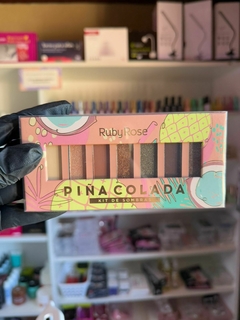 RubyRose
PIÑA COLADA
KIT DE SOMBRAS